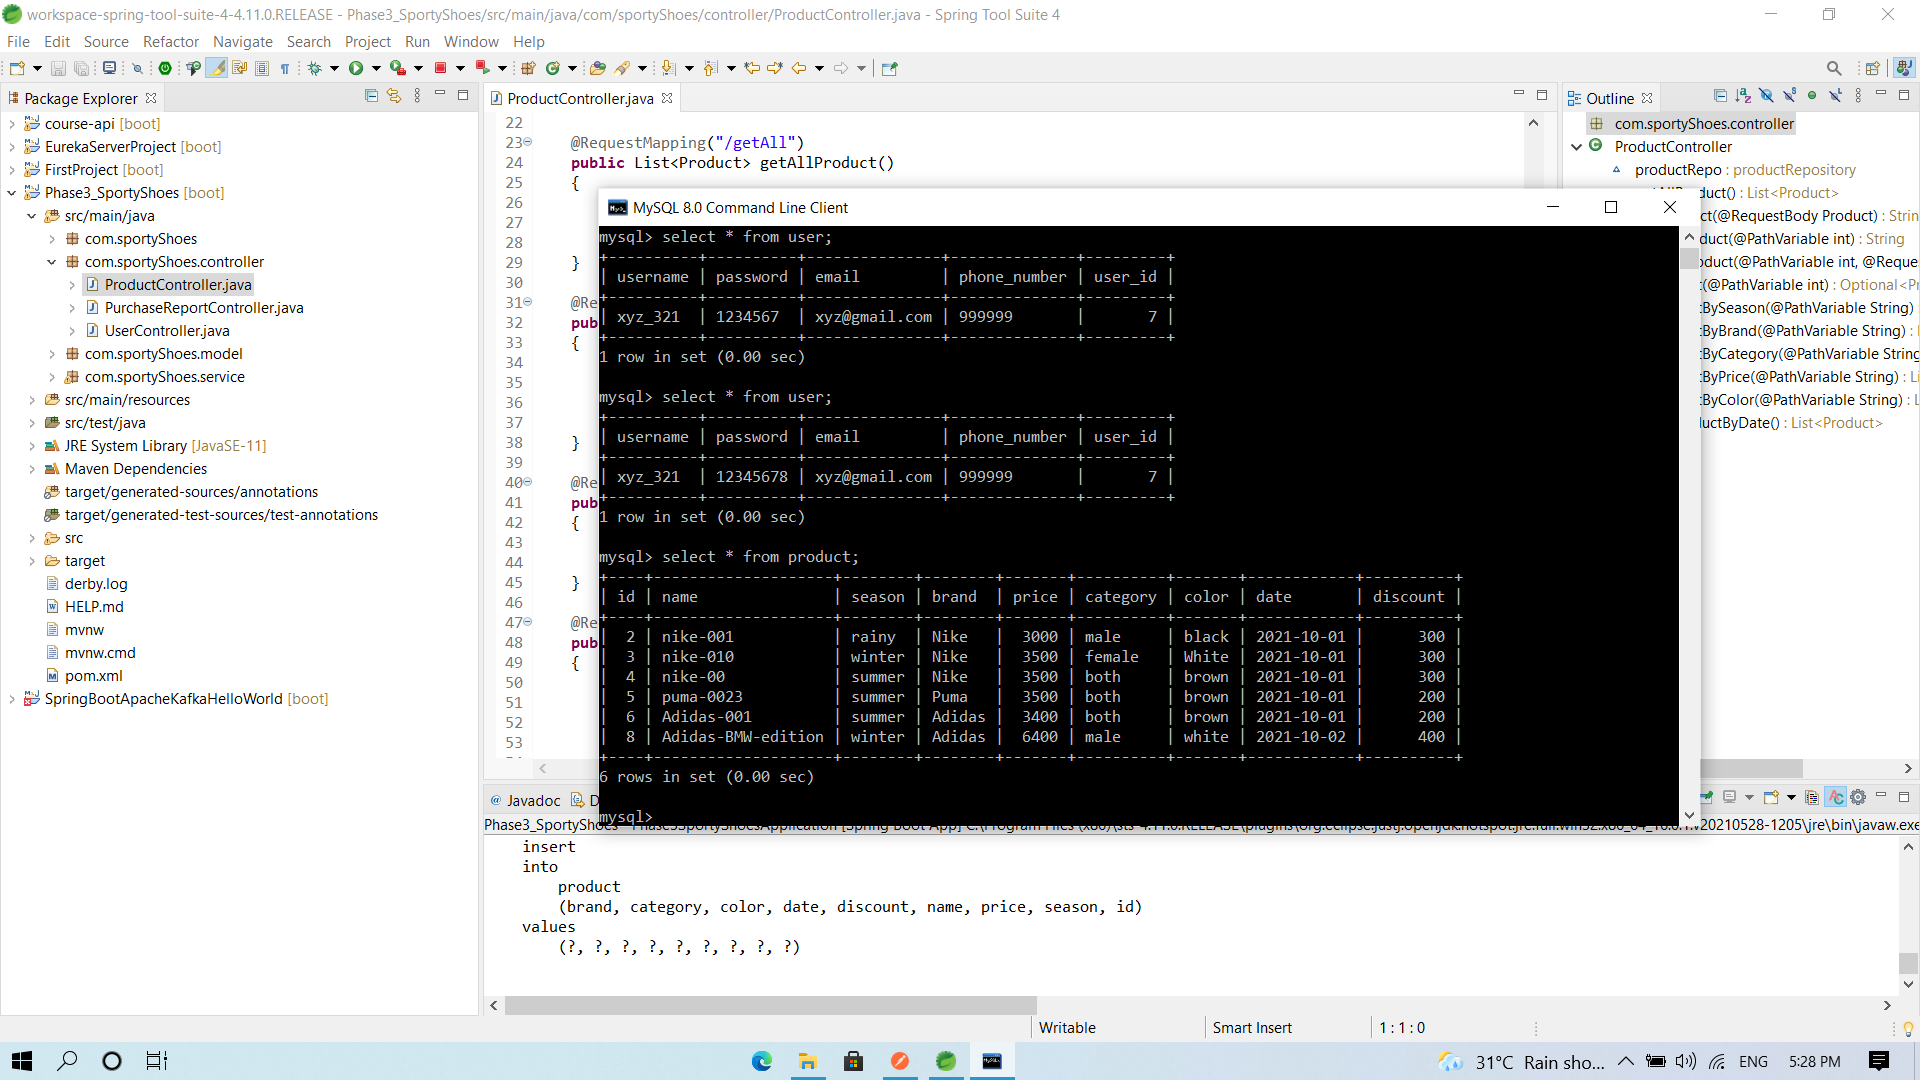 workspace-spring-tool-suite-4-4.11.0.RELEASE - Phase3_SportyShoes/src/main/java/com/sportyShoes/controller/ProductController.java - Spring Tool Suite 4
File Edit Source Refactor Navigate Search Project Run Window Help
Package Explorer
course-api [boot]
EurekaServerProject [boot]
FirstProject [boot]
Phase3_SportyShoes [boot]
src/main/java
com.sportyShoes
com.sportyShoes.controller
ProductController.java
PurchaseReportController.java
UserController.java
com.sportyShoes.model
com.sportyShoes.service
src/main/resources
src/test/java
JRE System Library [JavaSE-11]
Maven Dependencies
target/generated-sources/annotations
target/generated-test-sources/test-annotations
src
target
derby.log
HELP.md
mvnw
mvnw.cmd
pom.xml
SpringBootApacheKafkaHelloWorld [boot]
ProductController.java
22
23 @RequestMapping("/getAll")
24 public List<Product> getAllProduct()
25 {
26
27
28
29 }
30
31 @Re
32 pub
33 {
34
35
36
37
38 }
39
40 @Re
41 pub
42 {
43
44
45 }
46
47 @Re
48 pub
49 {
50
51
52
53
MySQL 8.0 Command Line Client
mysql> select * from user;
+----------+----------+---------------+--------------+---------+
| username | password | email         | phone_number | user_id |
+----------+----------+---------------+--------------+---------+
| xyz_321  | 1234567  | xyz@gmail.com | 999999       |       7 |
+----------+----------+---------------+--------------+---------+
1 row in set (0.00 sec)
mysql> select * from user;
+----------+----------+---------------+--------------+---------+
| username | password | email         | phone_number | user_id |
+----------+----------+---------------+--------------+---------+
| xyz_321  | 12345678 | xyz@gmail.com | 999999       |       7 |
+----------+----------+---------------+--------------+---------+
1 row in set (0.00 sec)
mysql> select * from product;
+----+--------------------+--------+--------+-------+----------+-------+------------+----------+
| id | name               | season | brand  | price | category | color | date       | discount |
+----+--------------------+--------+--------+-------+----------+-------+------------+----------+
|  2 | nike-001           | rainy  | Nike   |  3000 | male     | black | 2021-10-01 |      300 |
|  3 | nike-010           | winter | Nike   |  3500 | female   | White | 2021-10-01 |      300 |
|  4 | nike-00            | summer | Nike   |  3500 | both     | brown | 2021-10-01 |      300 |
|  5 | puma-0023          | summer | Puma   |  3500 | both     | brown | 2021-10-01 |      200 |
|  6 | Adidas-001         | summer | Adidas |  3400 | both     | brown | 2021-10-01 |      200 |
|  8 | Adidas-BMW-edition | winter | Adidas |  6400 | male     | white | 2021-10-02 |      400 |
+----+--------------------+--------+--------+-------+----------+-------+------------+----------+
6 rows in set (0.00 sec)
mysql>
Outline
com.sportyShoes.controller
ProductController
productRepo : productRepository
() : List<Product>
ct(@RequestBody Product) : Strin
duct(@PathVariable int) : String
oduct(@PathVariable int, @Reque
t(@PathVariable int) : Optional<Pr
tBySeason(@PathVariable String)
tByBrand(@PathVariable String) : L
tByCategory(@PathVariable String
tByPrice(@PathVariable String) : Li
tByColor(@PathVariable String) : L
uctByDate() : List<Product>
Javadoc D
v20210528-1205\jre\bin\javaw.exe
insert
into
product
(brand, category, color, date, discount, name, price, season, id)
values
(?, ?, ?, ?, ?, ?, ?, ?, ?)
Writable Smart Insert 1 : 1 : 0
31°C Rain sho... ENG 5:28 PM